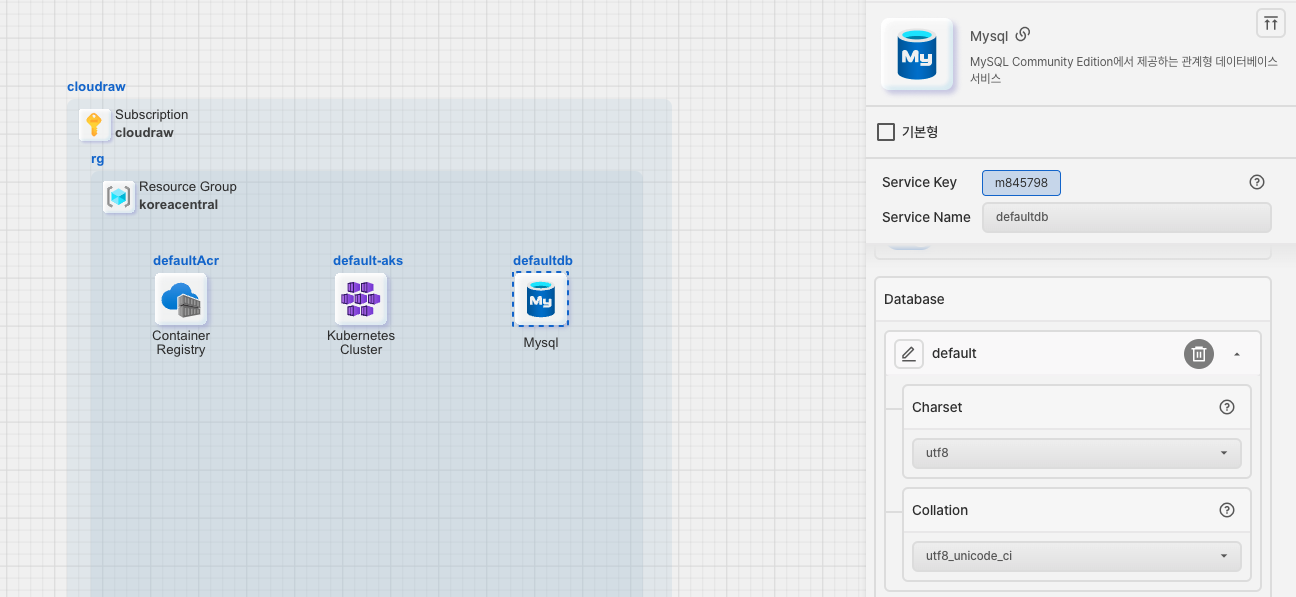 cloudraw
Subscription
cloudraw
rg
Resource Group
koreacentral
defaultAcr
Container
Registry
default-aks
Kubernetes
Cluster
defaultdb
My
Mysql
My
Mysql
MySQL Community Edition에서 제공하는 관계형 데이터베이스
서비스
기본형
Service Key
m845798
Service Name
defaultdb
Database
default
Charset
utf8
Collation
utf8_unicode_ci